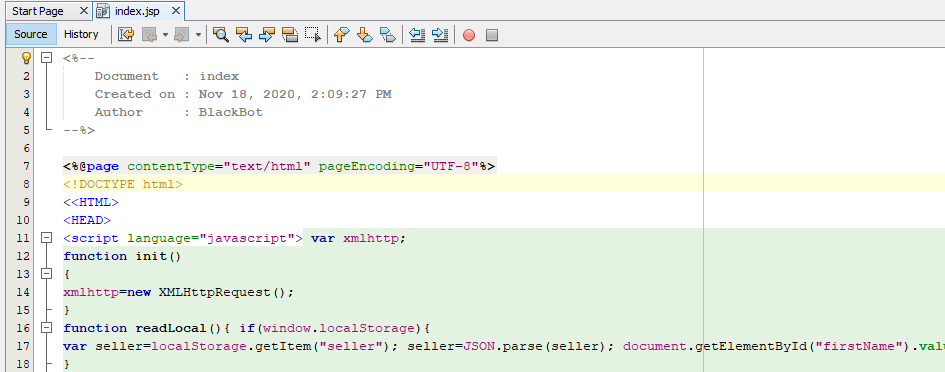 Start Page × index.jsp ×
Source History
<%--
2 Document : index
3 Created on : Nov 18, 2020, 2:09:27 PM
4 Author : BlackBot
5 --%>
6
7 <%@page contentType="text/html" pageEncoding="UTF-8"%>
8 <!DOCTYPE html>
9 <<HTML>
10 <HEAD>
11 <script language="javascript"> var xmlhttp;
12 function init()
13 {
14 xmlhttp=new XMLHttpRequest();
15 }
16 function readLocal(){ if(window.localStorage){
17 var seller=localStorage.getItem("seller"); seller=JSON.parse(seller); document.getElementById("firstName").valu
18 }